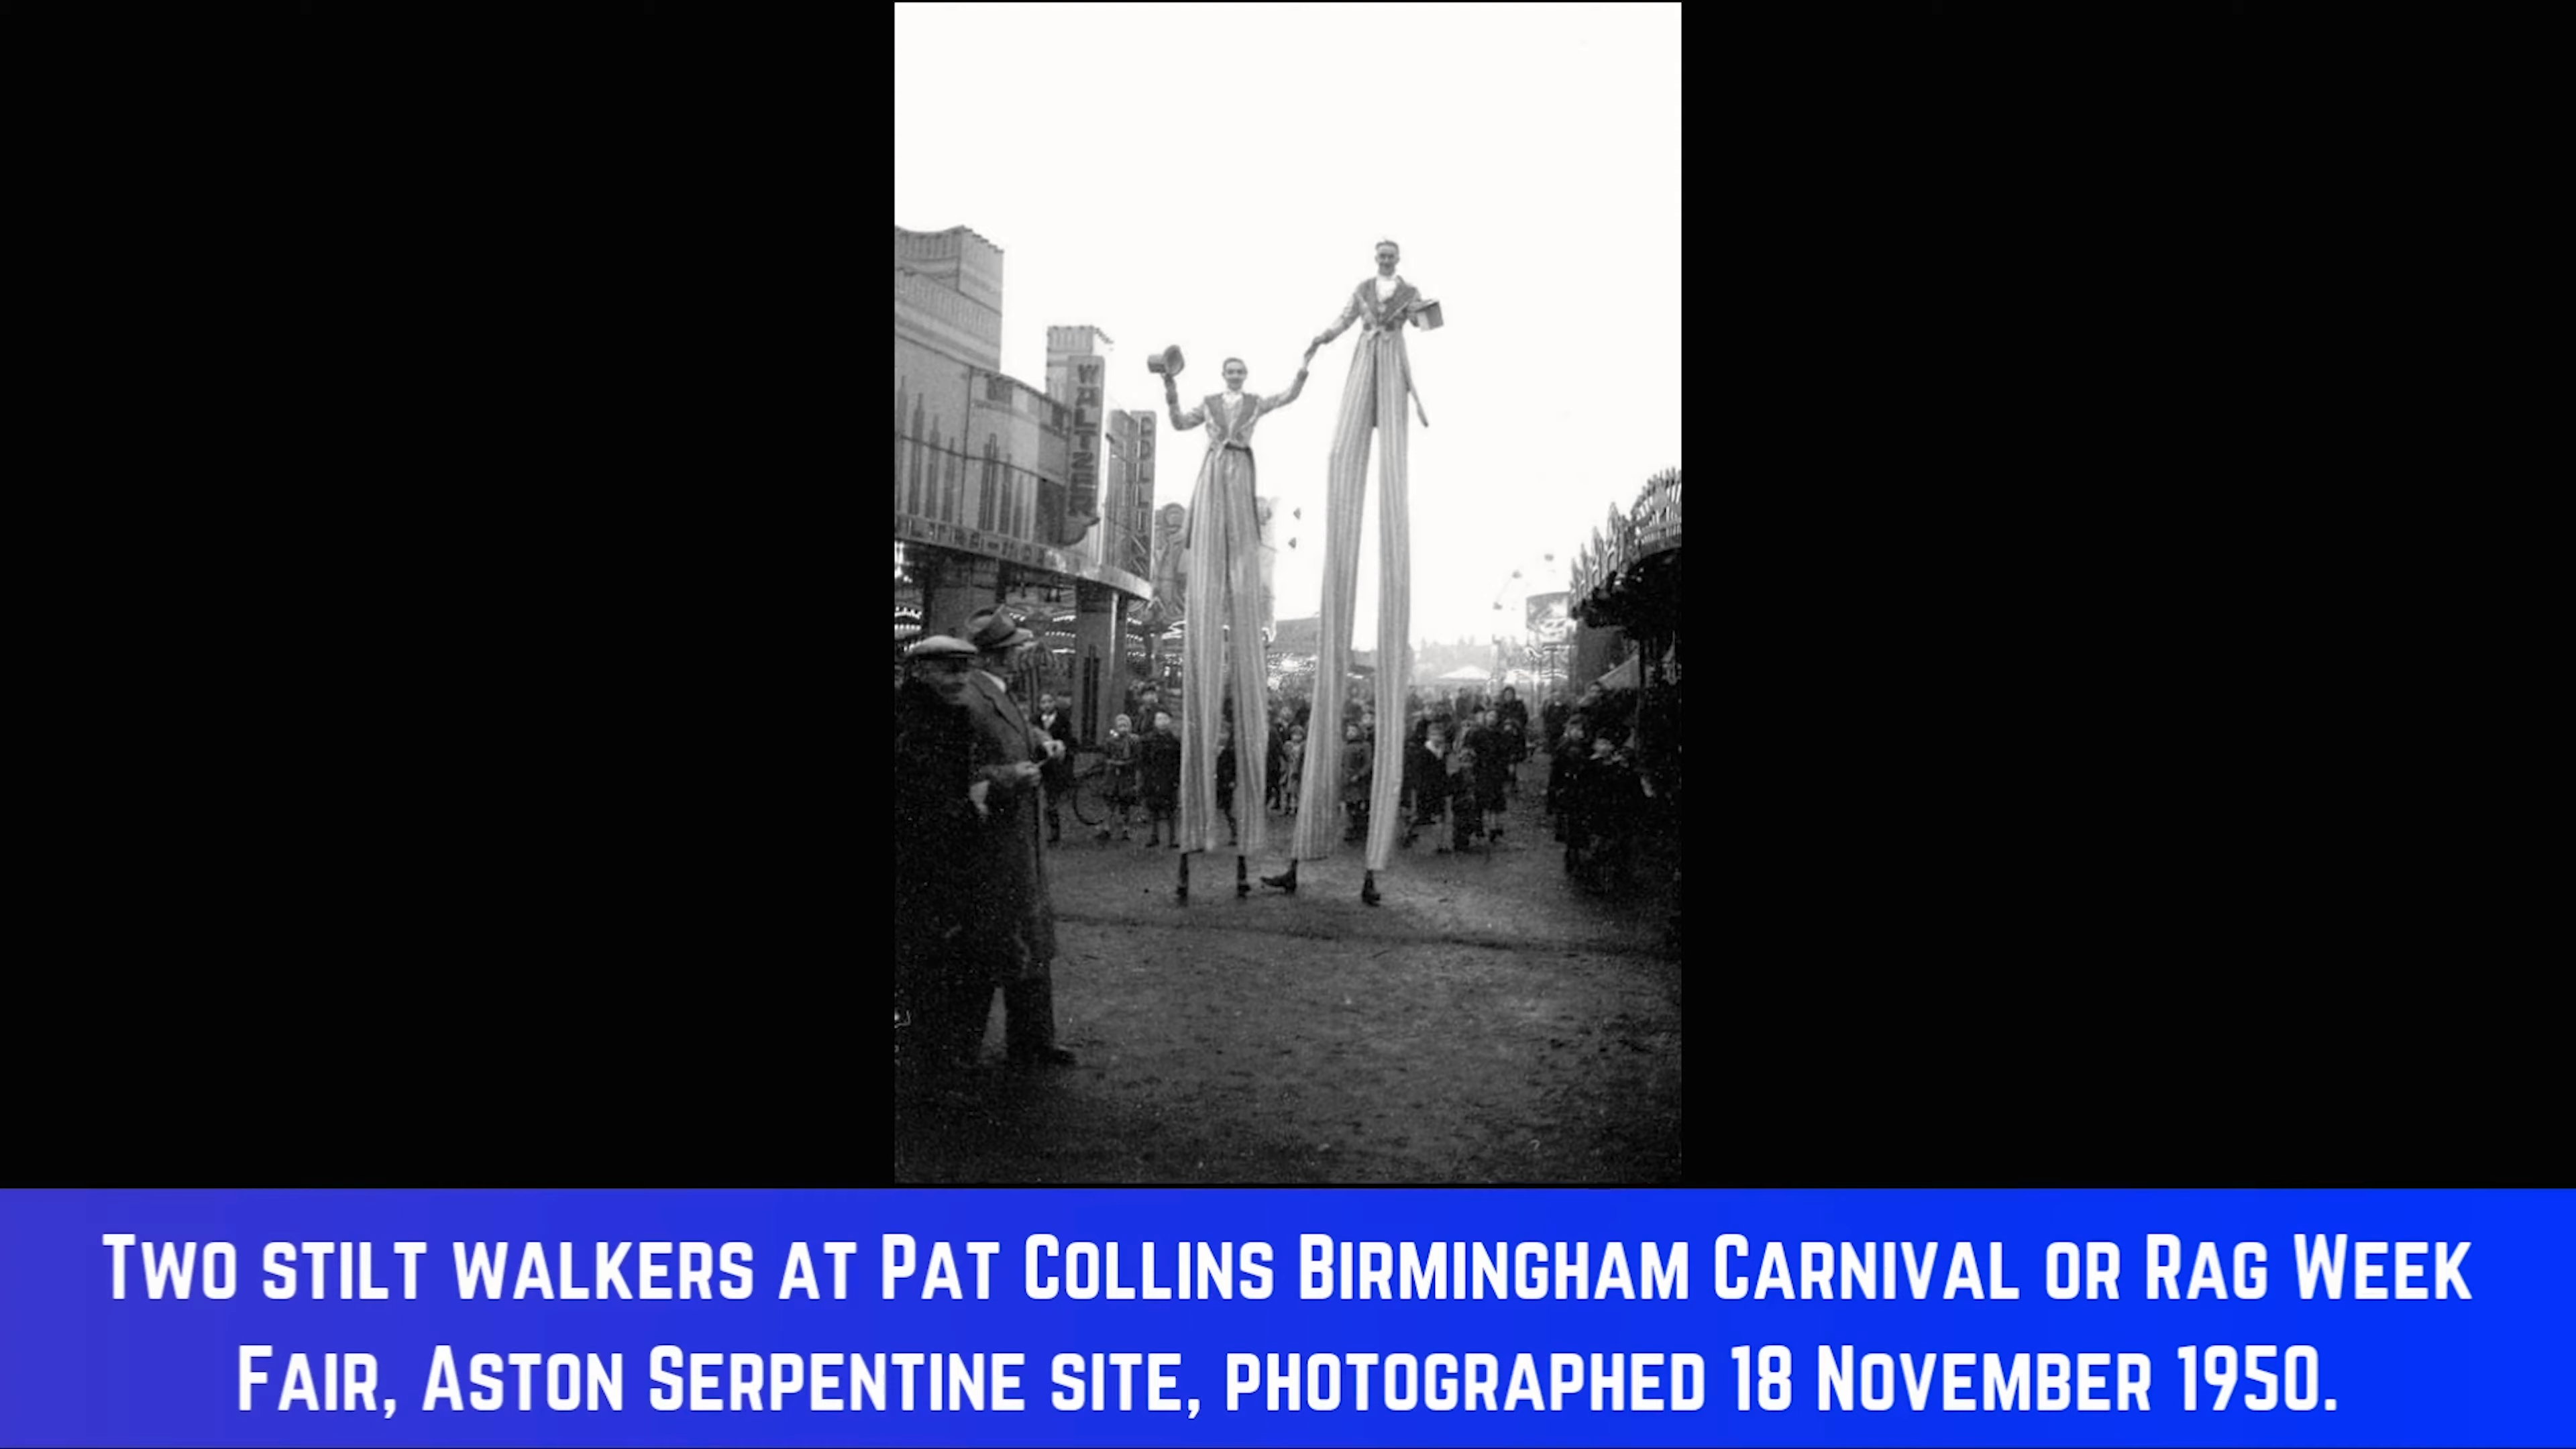 WALTZER
COLLINS
Two stilt walkers at Pat Collins Birmingham Carnival or Rag Week
Fair, Aston Serpentine site, photographed 18 November 1950.